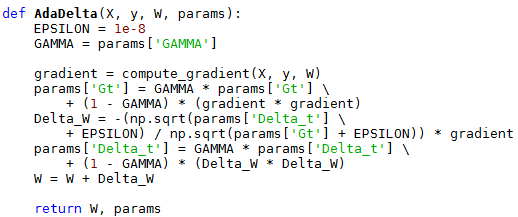 def AdaDelta(X, y, W, params):
    EPSILON = 1e-8
    GAMMA = params['GAMMA']

    gradient = compute_gradient(X, y, W)
    params['Gt'] = GAMMA * params['Gt'] \
        + (1 - GAMMA) * (gradient * gradient)
    Delta_W = -(np.sqrt(params['Delta_t'] \
        + EPSILON) / np.sqrt(params['Gt'] + EPSILON)) * gradient
    params['Delta_t'] = GAMMA * params['Delta_t'] \
        + (1 - GAMMA) * (Delta_W * Delta_W)
    W = W + Delta_W

    return W, params